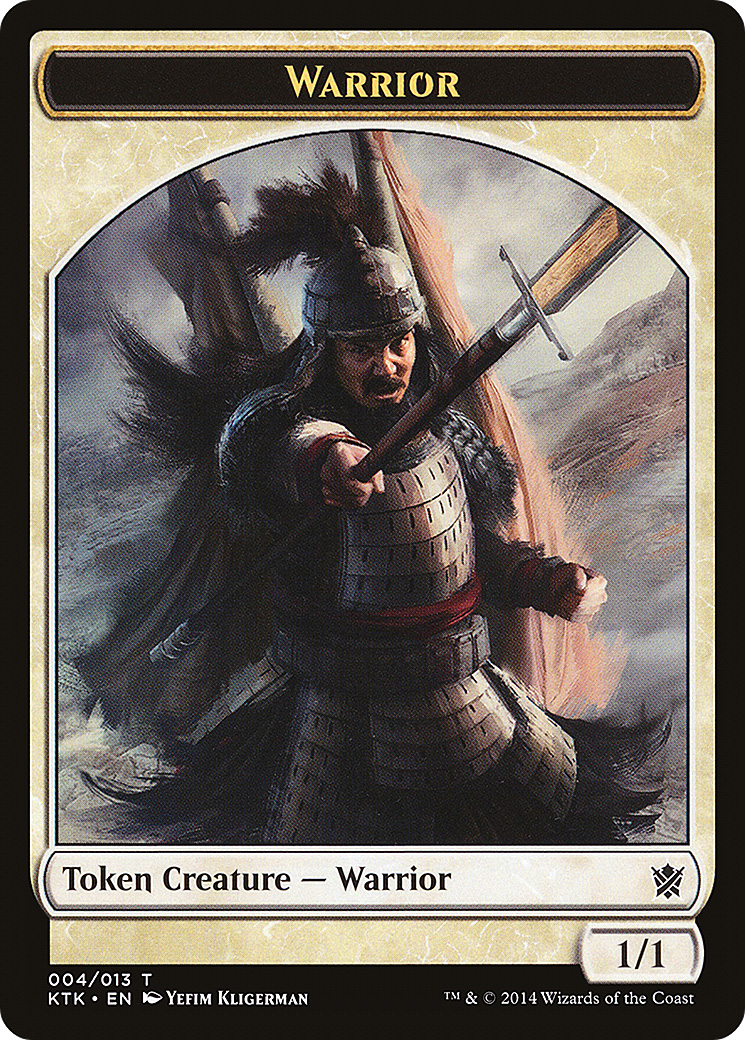 Warrior
Token Creature — Warrior
1/1
004/013 T
KTK • EN Yefim Kligerman
™ & © 2014 Wizards of the Coast